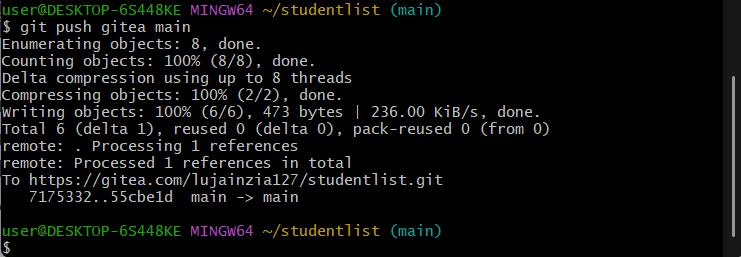 user@DESKTOP-6S448KE MINGW64 ~/studentlist (main)
$ git push gitea main
Enumerating objects: 8, done.
Counting objects: 100% (8/8), done.
Delta compression using up to 8 threads
Compressing objects: 100% (2/2), done.
Writing objects: 100% (6/6), 473 bytes | 236.00 KiB/s, done.
Total 6 (delta 1), reused 0 (delta 0), pack-reused 0 (from 0)
remote: . Processing 1 references
remote: Processed 1 references in total
To https://gitea.com/lujainzia127/studentlist.git
   7175332..55cbe1d  main -> main
user@DESKTOP-6S448KE MINGW64 ~/studentlist (main)
$